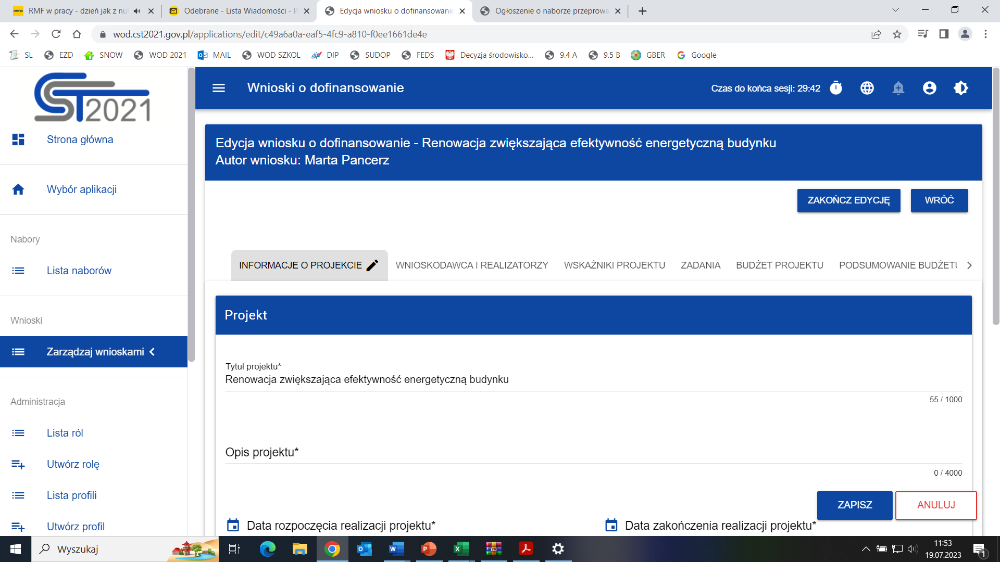 RMF w pracy - dzień jak z nu
Odebrane - Lista Wiadomości - P
Edycja wniosku o dofinansowanie
Ogłoszenie o naborze przeprowa
wod.cst2021.gov.pl/applications/edit/c49a6a0a-eaf5-4fc9-a810-f0ee1661de4e
SL EZD SNOW WOD 2021 MAIL WOD SZKOL DIP SUDOP FEDS Decyzja środowisko... 9.4 A 9.5 B GBER Google
CST2021
Strona główna
Wybór aplikacji
Nabory
Lista naborów
Wnioski
Zarządzaj wnioskami
Administracja
Lista ról
Utwórz rolę
Lista profili
Utwórz profil
Wnioski o dofinansowanie
Czas do końca sesji: 29:42
Edycja wniosku o dofinansowanie - Renowacja zwiększająca efektywność energetyczną budynku
Autor wniosku: Marta Pancerz
ZAKOŃCZ EDYCJĘ WRÓĆ
INFORMACJE O PROJEKCIE WNIOSKODAWCA I REALIZATORZY WSKAŹNIKI PROJEKTU ZADANIA BUDŻET PROJEKTU PODSUMOWANIE BUDŻETU
Projekt
Tytuł projektu*
Renowacja zwiększająca efektywność energetyczną budynku
55 / 1000
Opis projektu*
0 / 4000
ZAPISZ ANULUJ
Data rozpoczęcia realizacji projektu* Data zakończenia realizacji projektu*
Wyszukaj
11:53
19.07.2023
1